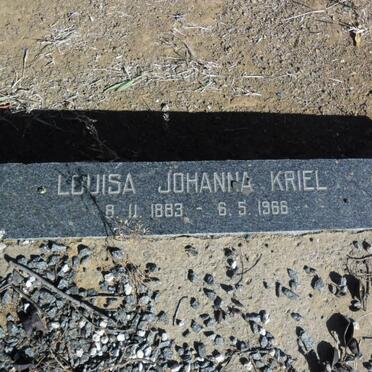 LOUISA JOHANNA KRIEL
8.11.1883 - 6.5.1966